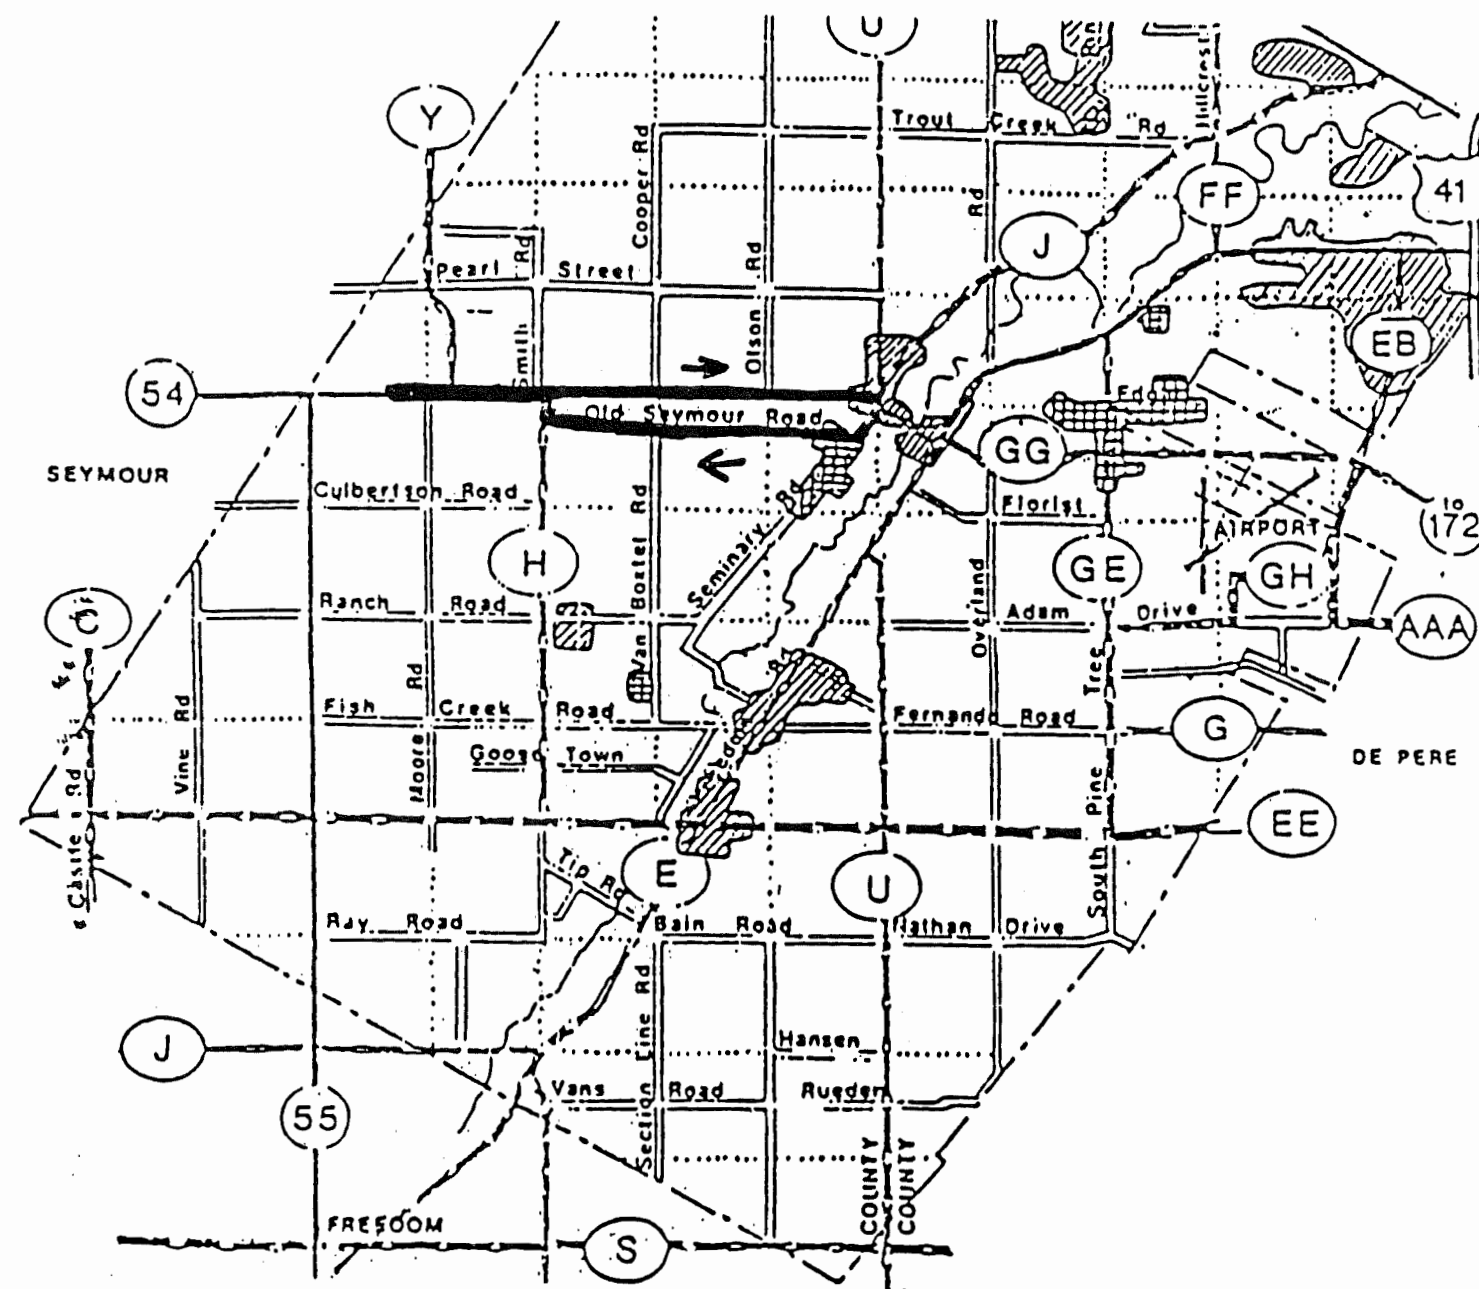 U
Rd
Hillcrest
Y
Trout Creek Rd
Cooper Rd
FF
41
Rd
J
Pearl Street
Smith Rd
Olson Rd
EB
54
Old Seymour Road
GG
SEYMOUR
Culbertson Road
Florist
to
172
AIRPORT
H
GE
GH
Van Boxtel Rd
Seminary Rd
Ranch Road
Overland
Adam Drive
AAA
Vine Rd
Moore Rd
Fish Creek Road
Fernando Road
G
South Pine Tree
DE PERE
Goose Town
Castle Rd
EE
Tip Rd
E
U
Ray Road
Bain Road
Nathan Drive
J
Section Line Rd
Hansen
Vans Road
Rueden
55
COUNTY
COUNTY
FREEDOM
S